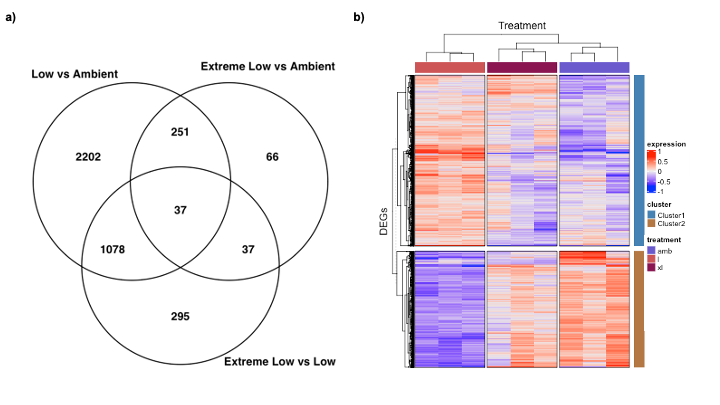 a)
Low vs Ambient
Extreme Low vs Ambient
2202
251
66
37
1078
37
295
Extreme Low vs Low
b)
Treatment
DEGs
expression
1
0.5
0
-0.5
-1
cluster
Cluster1
Cluster2
treatment
amb
l
xl